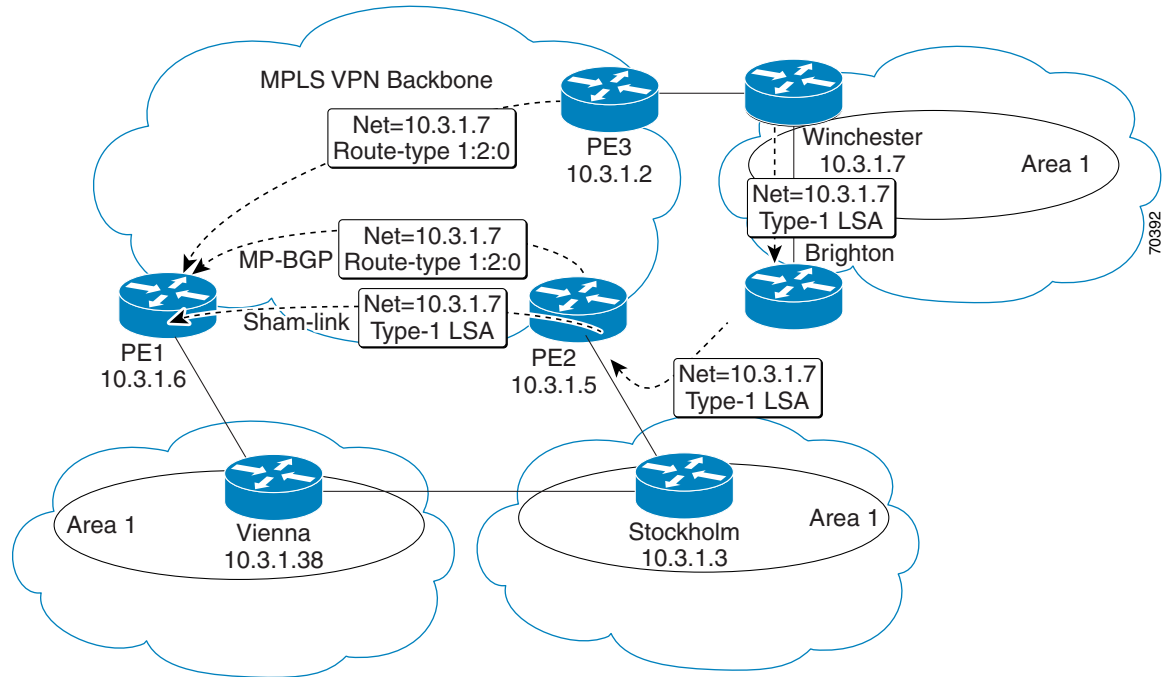 MPLS VPN Backbone
Net=10.3.1.7
Route-type 1:2:0
PE3
10.3.1.2
Winchester
10.3.1.7
Area 1
Net=10.3.1.7
Type-1 LSA
Brighton
70392
Net=10.3.1.7
Route-type 1:2:0
MP-BGP
Net=10.3.1.7
Type-1 LSA
Sham-link
PE1
10.3.1.6
PE2
10.3.1.5
Net=10.3.1.7
Type-1 LSA
Area 1
Vienna
10.3.1.38
Stockholm
10.3.1.3
Area 1